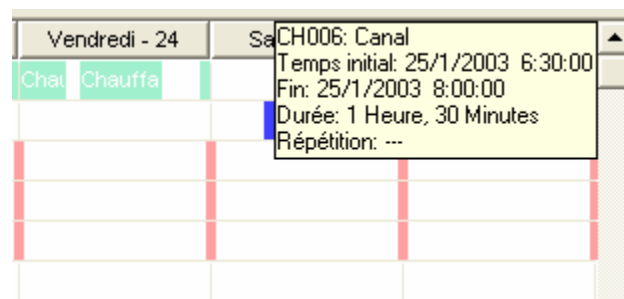 Vendredi - 24
Sa
CH006: Canal
Temps initial: 25/1/2003 6:30:00
Fin: 25/1/2003 8:00:00
Durée: 1 Heure, 30 Minutes
Répétition: ---
Chau Chauffa